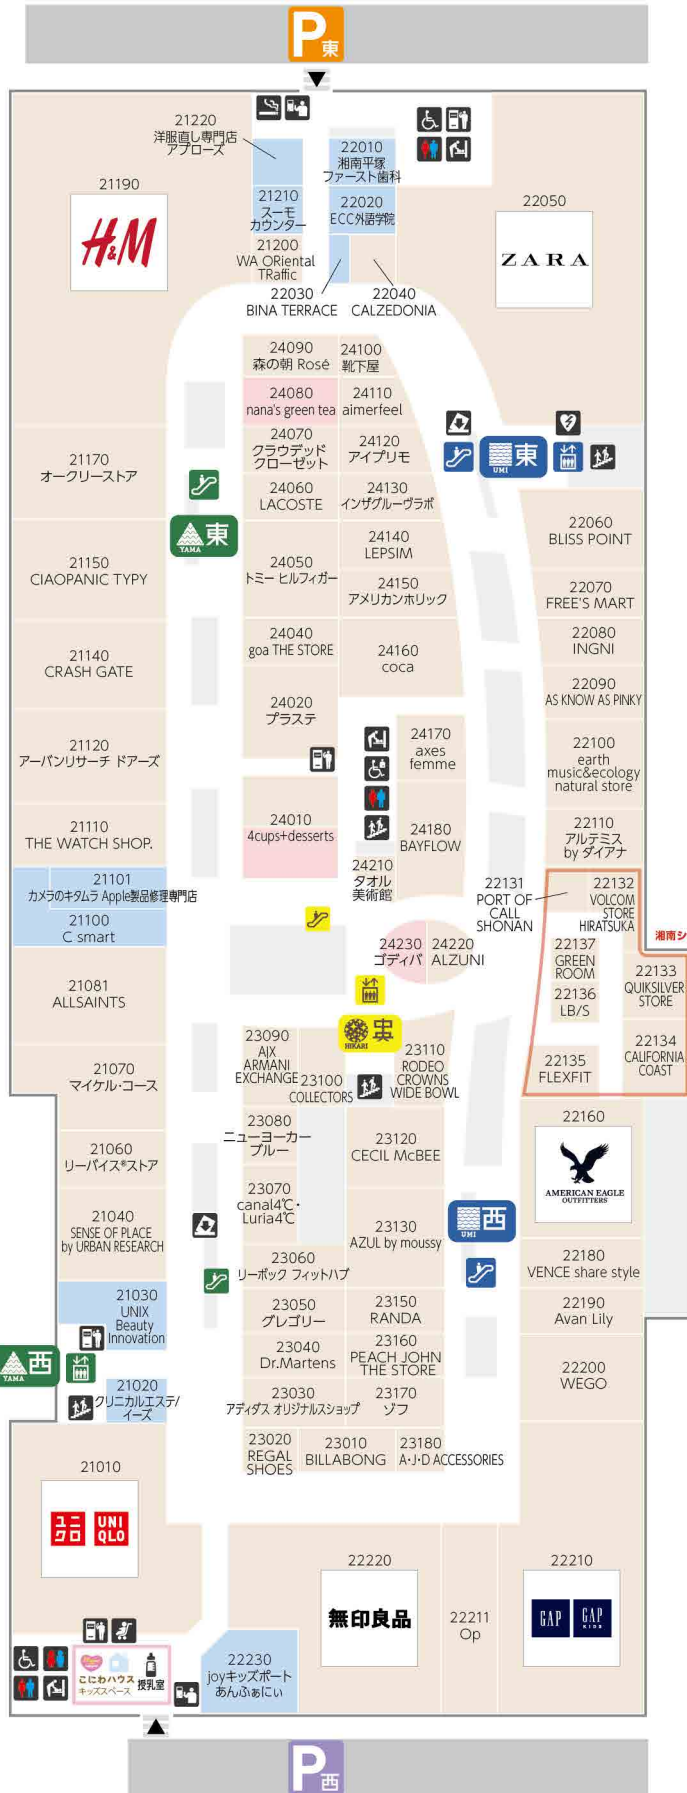 P東
21220
洋服直し専門店
アプローズ
22010
湘南平塚
ファースト歯科
21190
H&M
21210
スーモ
カウンター
22020
ECC外語学院
22050
ZARA
21200
WA ORiental
TRaffic
22030
BINA TERRACE
22040
CALZEDONIA
24090
森の朝 Rosé
24100
靴下屋
24080
nana's green tea
24110
aimerfeel
21170
オークリーストア
24070
クラウデッド
クローゼット
24120
アイプリモ
東
UMI
24060
LACOSTE
24130
インザグルーヴラボ
東
YAMA
22060
BLISS POINT
24140
LEPSIM
21150
CIAOPANIC TYPY
24050
トミー ヒルフィガー
24150
アメリカンホリック
22070
FREE'S MART
21140
CRASH GATE
24040
goa THE STORE
24160
coca
22080
INGNI
22090
AS KNOW AS PINKY
24020
プラステ
21120
アーバンリサーチ ドアーズ
24170
axes
femme
22100
earth
music&ecology
natural store
21110
THE WATCH SHOP.
24010
4cups+desserts
24180
BAYFLOW
22110
アルテミス
by ダイアナ
24210
タオル
美術館
21101
カメラのキタムラ Apple製品修理専門店
21100
C smart
22131
PORT OF
CALL
SHONAN
22132
VOLCOM
STORE
HIRATSUKA
湘南シ
24230
ゴディバ
24220
ALZUNI
22137
GREEN
ROOM
22133
QUIKSILVER
STORE
21081
ALLSAINTS
22136
LB/S
中央
HIKARI
23090
A|X
ARMANI
EXCHANGE
23100
COLLECTORS
23110
RODEO
CROWNS
WIDE BOWL
22134
CALIFORNIA
COAST
22135
FLEXFIT
21070
マイケル・コース
23080
ニューヨーカー
ブルー
23120
CECIL McBEE
22160
AMERICAN EAGLE
OUTFITTERS
21060
リーバイス®ストア
23070
canal4℃・
Luria4℃
21040
SENSE OF PLACE
by URBAN RESEARCH
23130
AZUL by moussy
西
UMI
23060
リーボック フィットハブ
22180
VENCE share style
21030
UNIX
Beauty
Innovation
23050
グレゴリー
23150
RANDA
22190
Avan Lily
西
YAMA
23040
Dr.Martens
23160
PEACH JOHN
THE STORE
22200
WEGO
21020
クリニカルエステ/
イーズ
23030
アディダス オリジナルスショップ
23170
ゾフ
23020
REGAL
SHOES
23010
BILLABONG
23180
A・J・D ACCESSORIES
21010
ユニ
クロ
UNI
QLO
22220
無印良品
22211
Op
22210
GAP
GAP
KIDS
こにわハウス
キッズスペース
授乳室
22230
joyキッズポート
あんふぁにぃ
P西